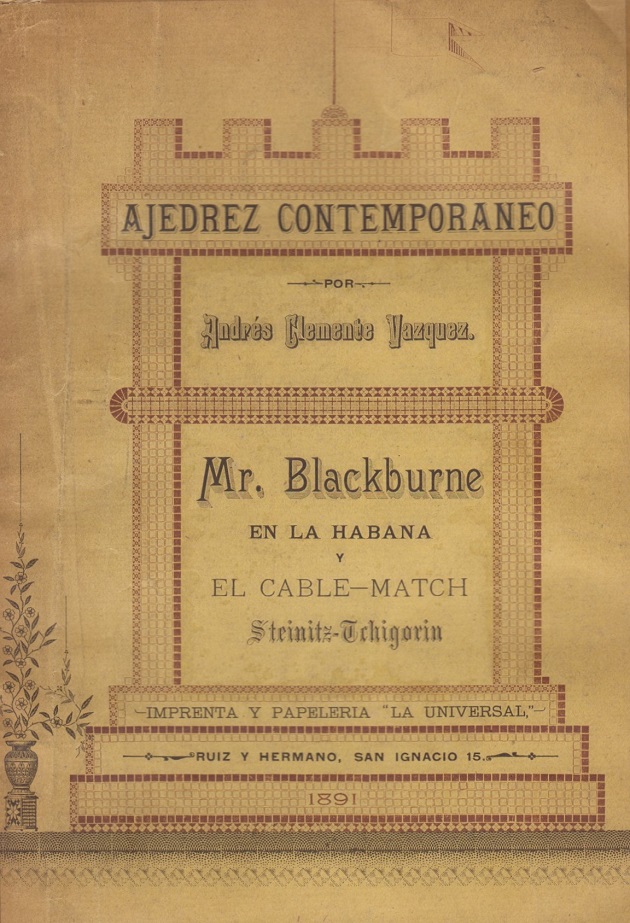 AJEDREZ CONTEMPORANEO
POR
Andrés Clemente Vazquez.
Mr. Blackburne
EN LA HABANA
Y
EL CABLE-MATCH
Steinitz-Tchigorin
IMPRENTA Y PAPELERIA "LA UNIVERSAL,"
RUIZ Y HERMANO, SAN IGNACIO 15.
1891